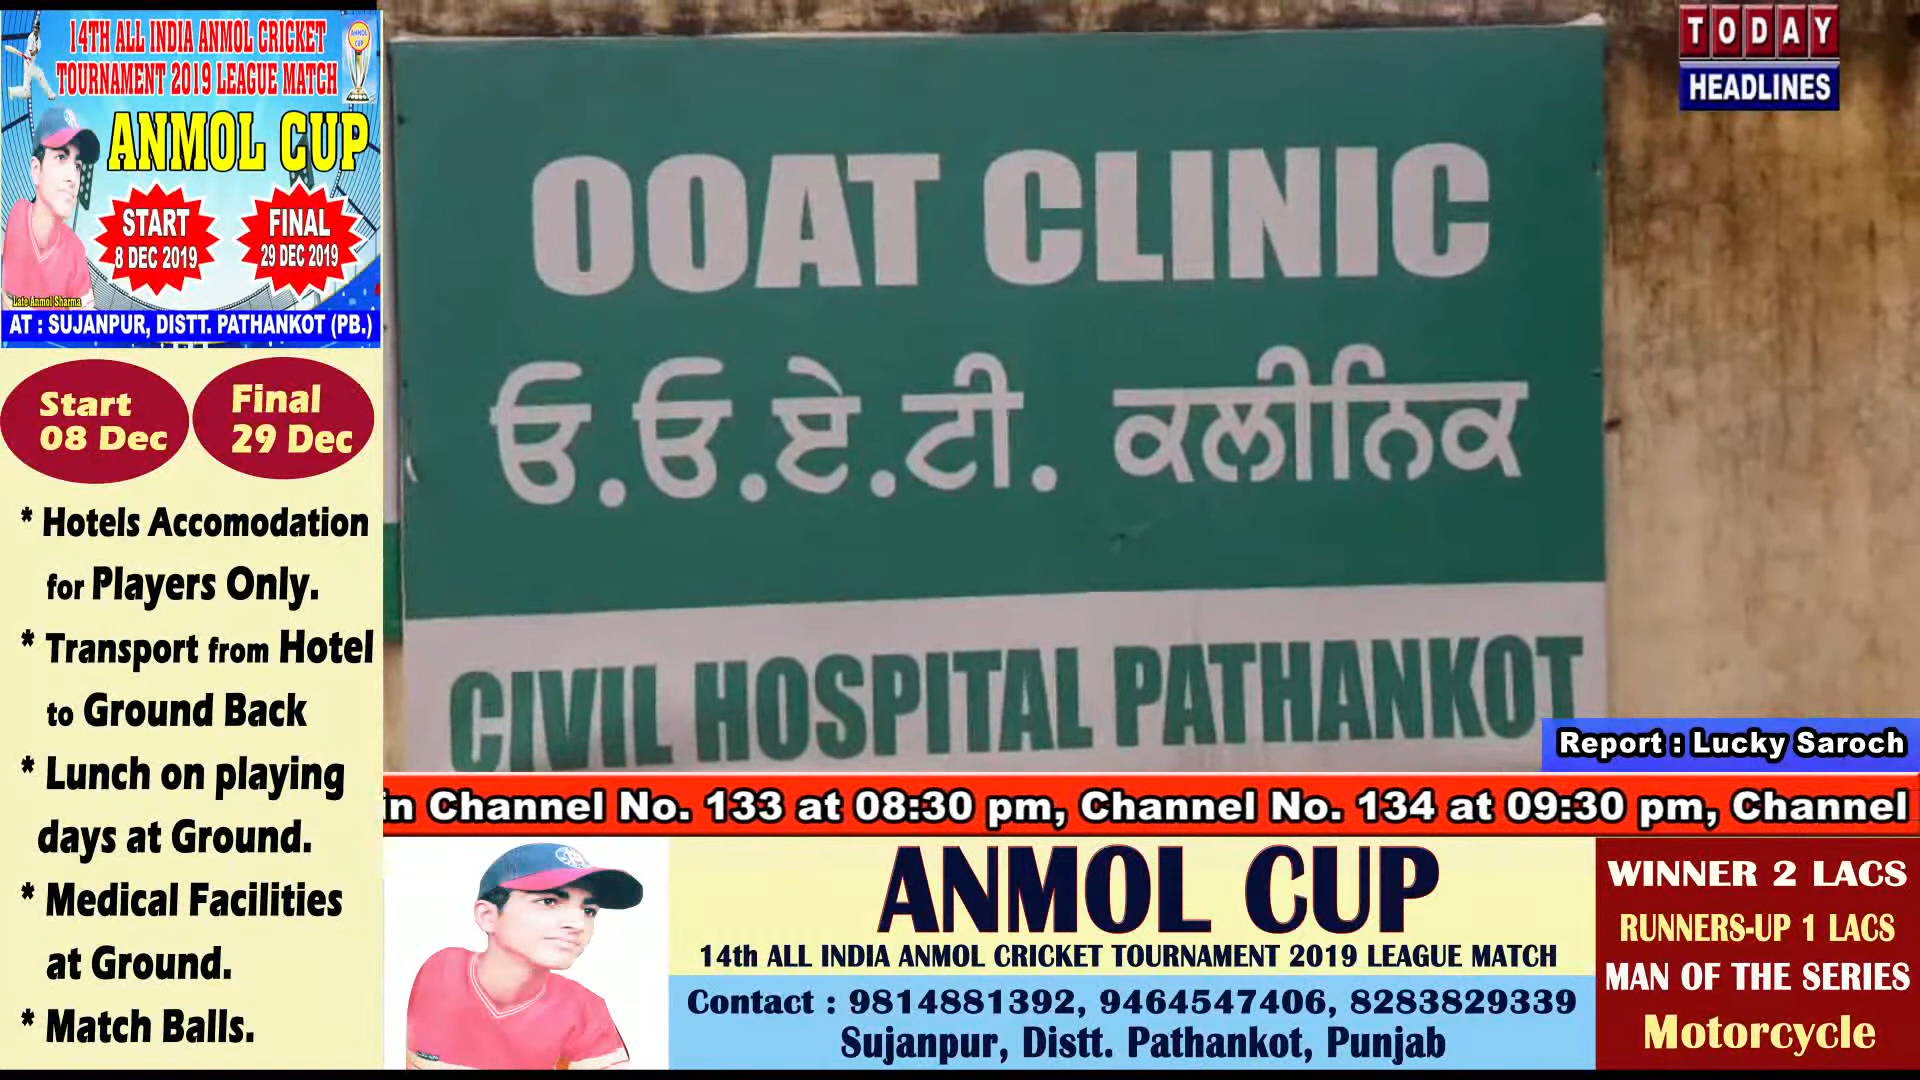 14TH ALL INDIA ANMOL CRICKET
TOURNAMENT 2019 LEAGUE MATCH
ANMOL CUP
ANMOL CUP
START
8 DEC 2019
FINAL
29 DEC 2019
Late Anmol Sharma
AT : SUJANPUR, DISTT. PATHANKOT (PB.)
Start
08 Dec
Final
29 Dec
* Hotels Accomodation
for Players Only.
* Transport from Hotel
to Ground Back
* Lunch on playing
days at Ground.
* Medical Facilities
at Ground.
* Match Balls.
TODAY
HEADLINES
OOAT CLINIC
ਓ.ਓ.ਏ.ਟੀ. ਕਲੀਨਿਕ
CIVIL HOSPITAL PATHANKOT
Report : Lucky Saroch
in Channel No. 133 at 08:30 pm, Channel No. 134 at 09:30 pm, Channel
ANMOL CUP
14th ALL INDIA ANMOL CRICKET TOURNAMENT 2019 LEAGUE MATCH
Contact : 9814881392, 9464547406, 8283829339
Sujanpur, Distt. Pathankot, Punjab
WINNER 2 LACS
RUNNERS-UP 1 LACS
MAN OF THE SERIES
Motorcycle